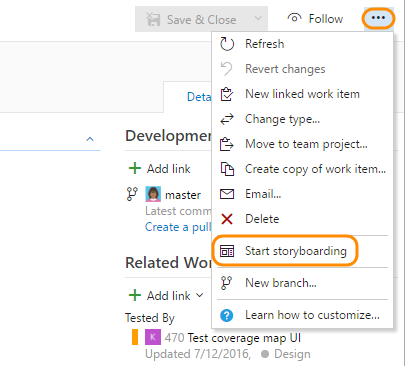 Save & Close
Follow
Refresh
Revert changes
New linked work item
Change type...
Move to team project...
Create copy of work item...
Email...
Delete
Start storyboarding
New branch...
Learn how to customize...
Developmen
Add link
master
Latest comm
Create a pull
Related Wor
Add link
Tested By
K 470 Test coverage map UI
Updated 7/12/2016, Design